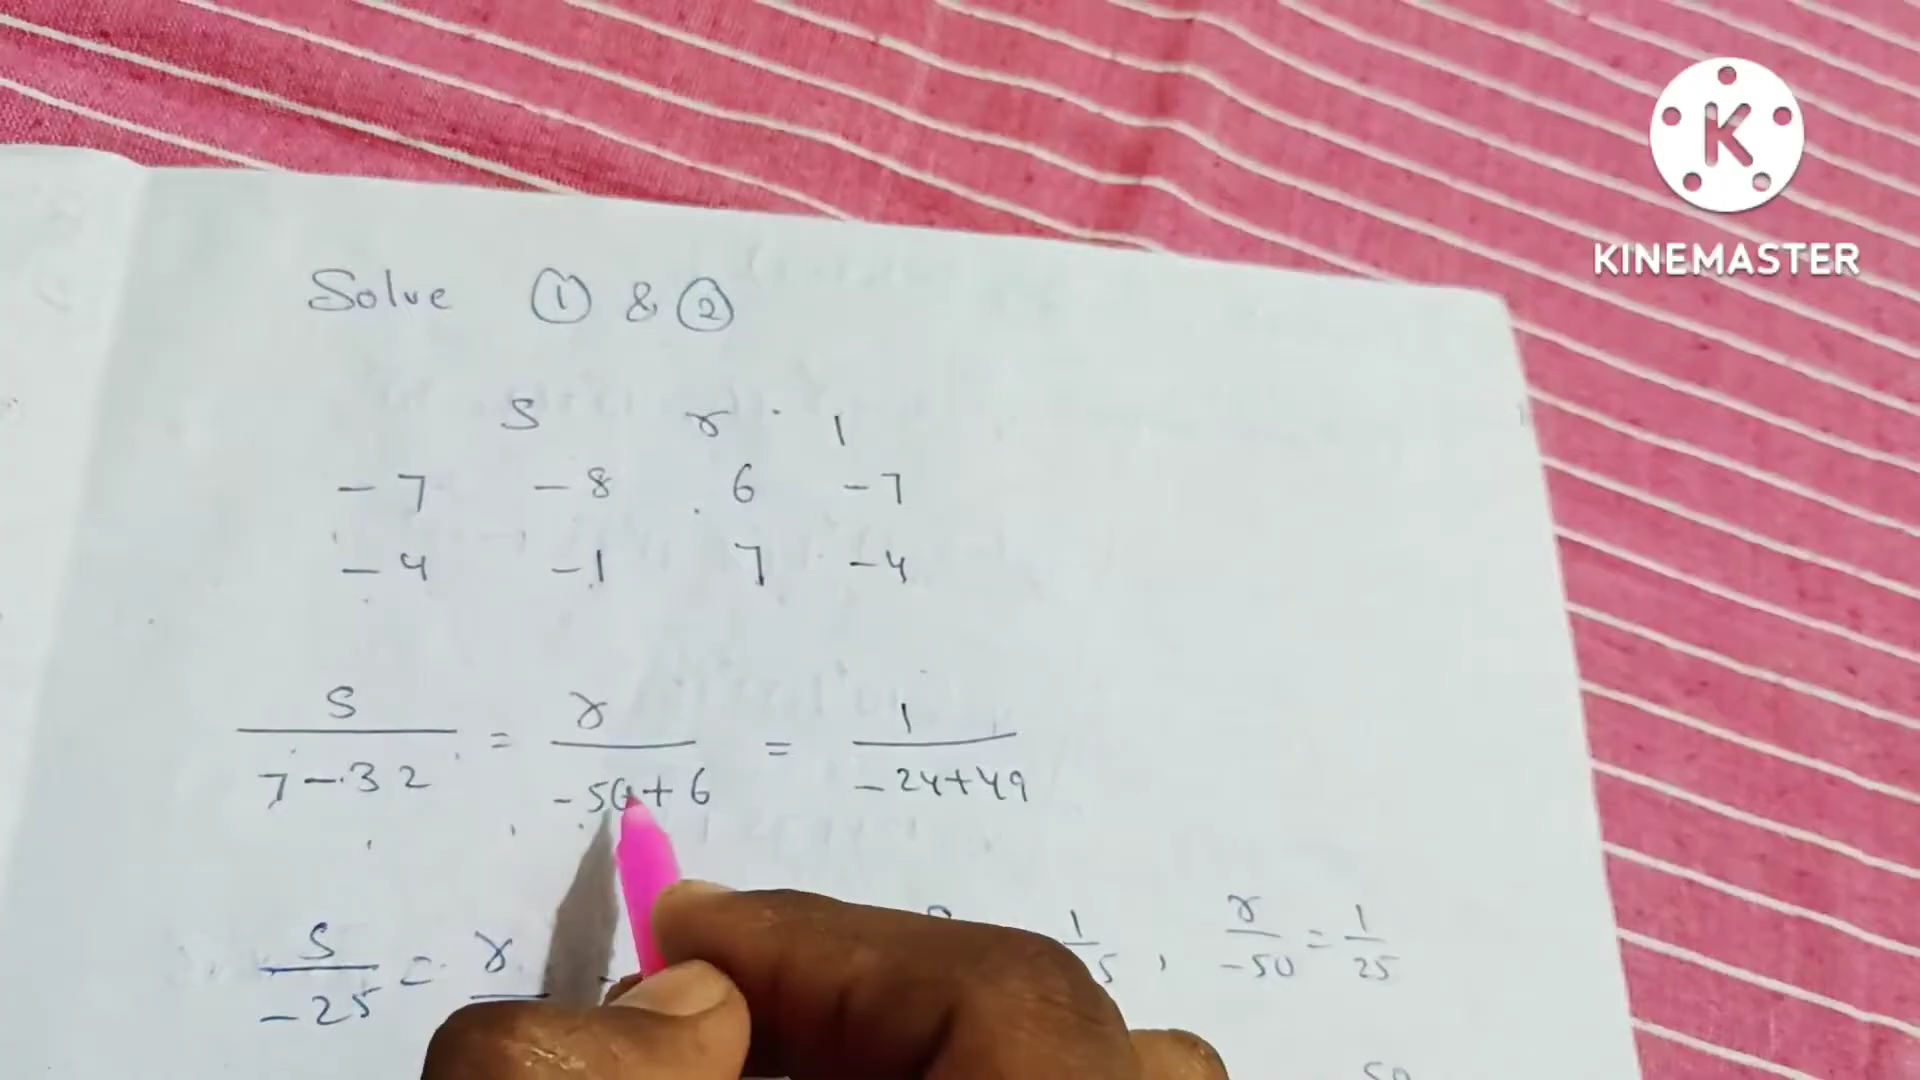 K
KINEMASTER
Solve ① & ②
s r 1
-7 -8 6 -7
-4 -1 7 -4
s/(7-32) = r/(-56+6) = 1/(-24+49)
s/-25 = r , r/-50 = 1/25
50